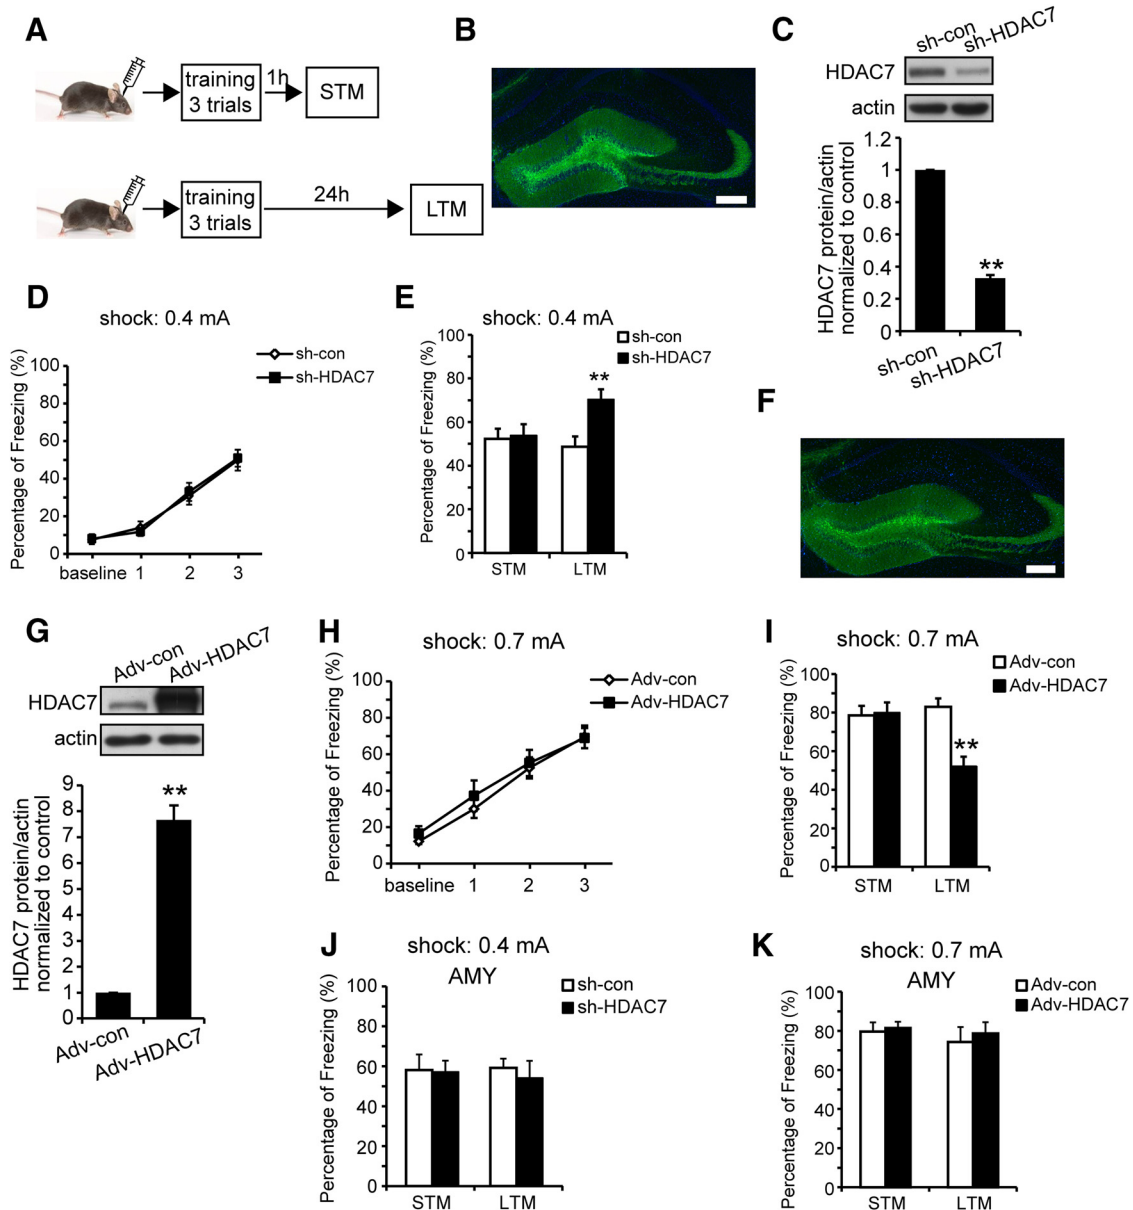 A
training
3 trials
1h
STM
training
3 trials
24h
LTM
B
C
sh-con
sh-HDAC7
HDAC7
actin
HDAC7 protein/actin
normalized to control
1.2
1
0.8
0.6
0.4
0.2
0
**
sh-con
sh-HDAC7
D
shock: 0.4 mA
sh-con
sh-HDAC7
Percentage of Freezing (%)
100
80
60
40
20
0
baseline 1 2 3
E
shock: 0.4 mA
sh-con
sh-HDAC7
Percentage of Freezing (%)
100
80
60
40
20
0
**
STM LTM
F
G
Adv-con
Adv-HDAC7
HDAC7
actin
HDAC7 protein/actin
normalized to control
9
8
7
6
5
4
3
2
1
0
**
Adv-con
Adv-HDAC7
H
shock: 0.7 mA
Adv-con
Adv-HDAC7
Percentage of Freezing (%)
100
80
60
40
20
0
baseline 1 2 3
I
shock: 0.7 mA
Adv-con
Adv-HDAC7
Percentage of Freezing (%)
100
80
60
40
20
0
**
STM LTM
J
shock: 0.4 mA
AMY
sh-con
sh-HDAC7
Percentage of Freezing (%)
100
80
60
40
20
0
STM LTM
K
shock: 0.7 mA
AMY
Adv-con
Adv-HDAC7
Percentage of Freezing (%)
100
80
60
40
20
0
STM LTM